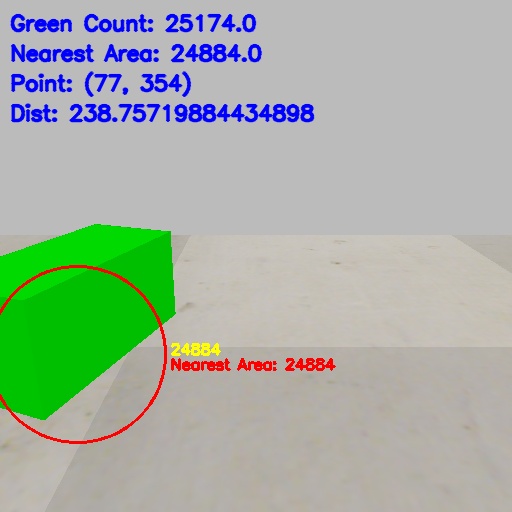 Green Count: 25174.0
Nearest Area: 24884.0
Point: (77, 354)
Dist: 238.75719884434898
24884
Nearest Area: 24884